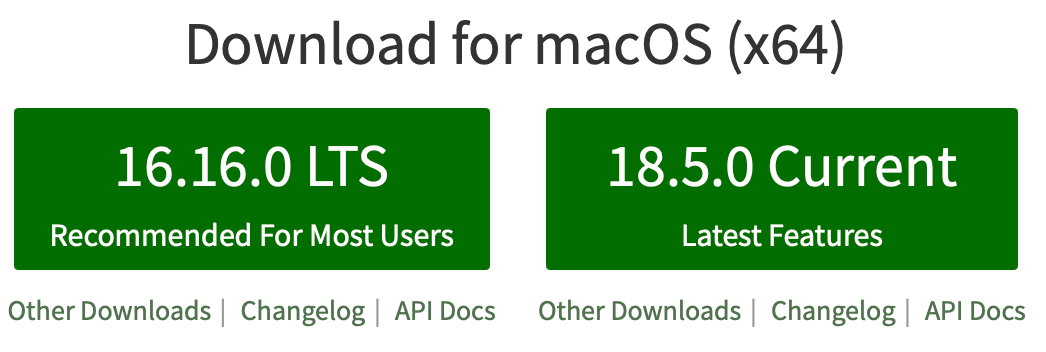 Download for macOS (x64)
16.16.0 LTS
Recommended For Most Users
18.5.0 Current
Latest Features
Other Downloads | Changelog | API Docs
Other Downloads | Changelog | API Docs